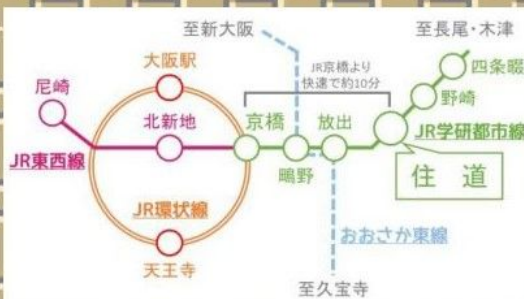 至新大阪
至長尾・木津
大阪駅
JR京橋より
快速で約10分
四条畷
尼崎
野崎
北新地
京橋
放出
JR学研都市線
JR東西線
鴫野
住道
JR環状線
おおさか東線
天王寺
至久宝寺